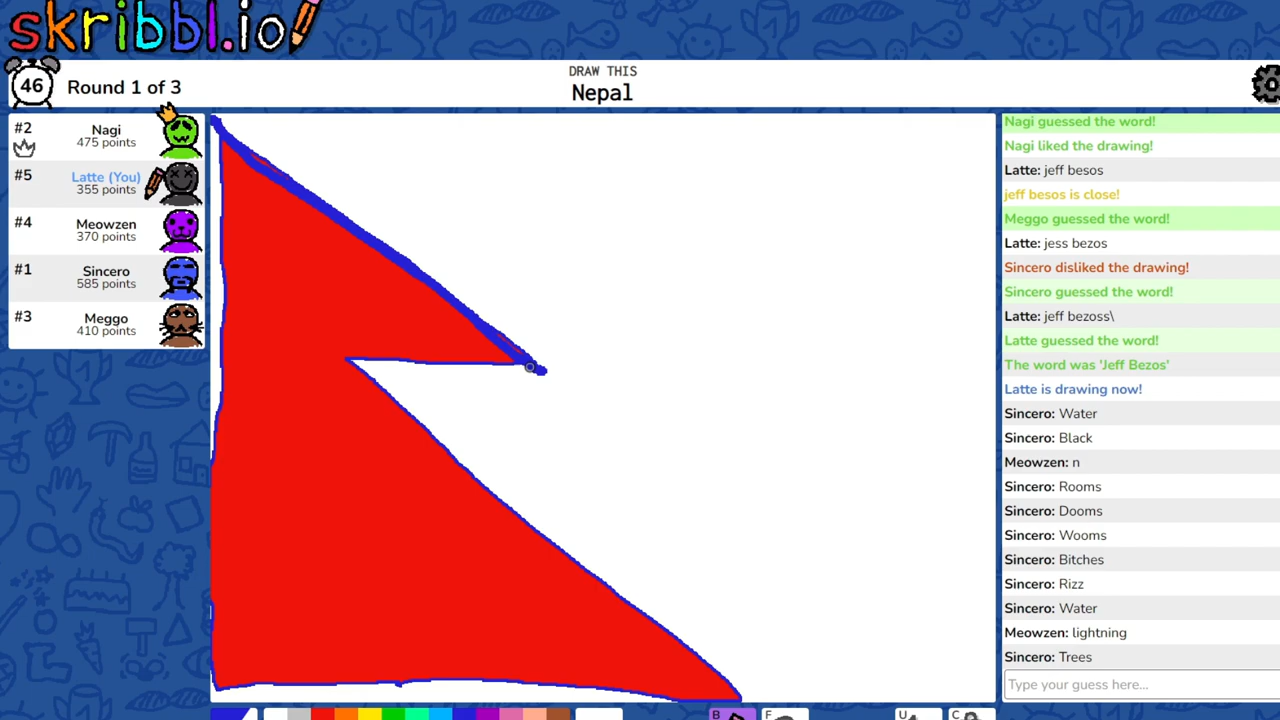 skribbl.io
46
Round 1 of 3
DRAW THIS
Nepal
#2
Nagi
475 points
#5
Latte (You)
355 points
#4
Meowzen
370 points
#1
Sincero
585 points
#3
Meggo
410 points
Nagi guessed the word!
Nagi liked the drawing!
Latte: jeff besos
jeff besos is close!
Meggo guessed the word!
Latte: jess bezos
Sincero disliked the drawing!
Sincero guessed the word!
Latte: jeff bezoss\
Latte guessed the word!
The word was 'Jeff Bezos'
Latte is drawing now!
Sincero: Water
Sincero: Black
Meowzen: n
Sincero: Rooms
Sincero: Dooms
Sincero: Wooms
Sincero: Bitches
Sincero: Rizz
Sincero: Water
Meowzen: lightning
Sincero: Trees
Type your guess here...
B
F
U
C